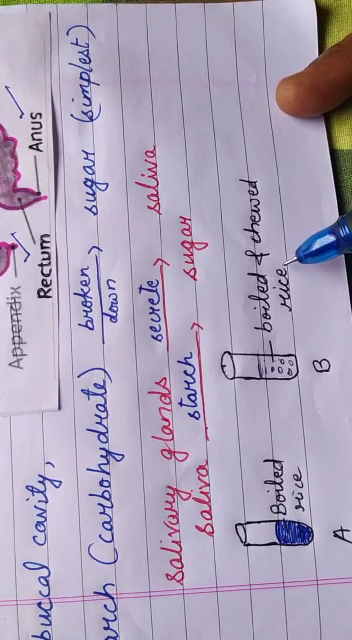 Appendix
Anus
Rectum
buccal cavity,
(carbohydrate) broken down → sugar (simplest)
salivary glands secrete → saliva
saliva starch → sugar
Boiled rice
boiled & chewed rice
A
B